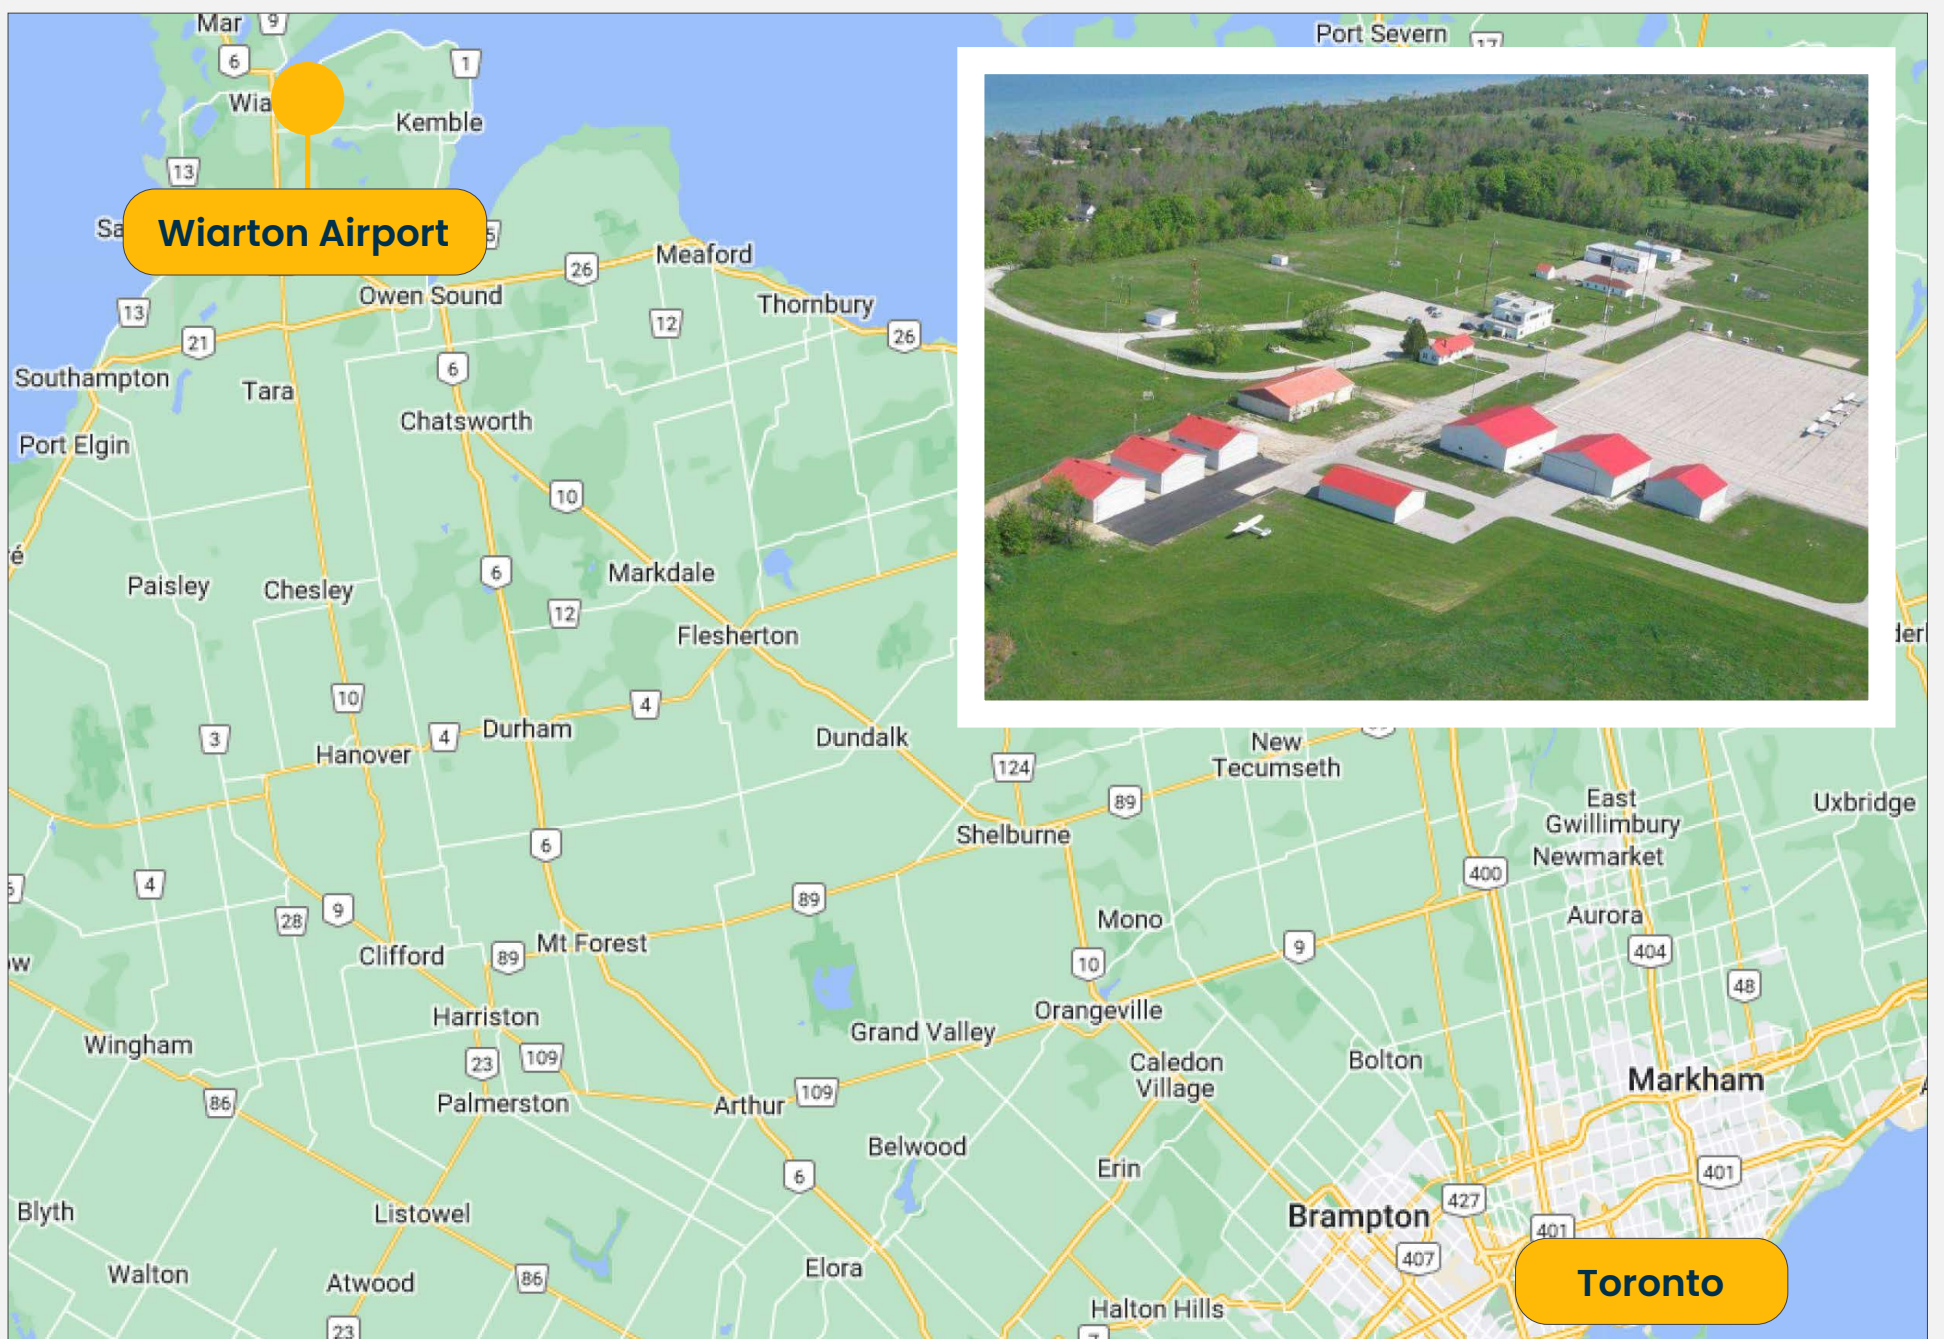 Mar
9
Port Severn
17
6
1
Wia
Kemble
13
Wiarton Airport
Meaford
26
Owen Sound
Thornbury
13
12
21
26
6
Southampton
Tara
Chatsworth
Port Elgin
10
6
Markdale
Paisley
Chesley
12
Flesherton
10
4
3
4
Durham
Dundalk
Hanover
New
Tecumseth
124
89
East
Gwillimbury
Uxbridge
Shelburne
6
Newmarket
400
4
89
28
9
Mono
Aurora
Clifford
89
Mt Forest
9
404
10
48
Harriston
Orangeville
Grand Valley
Wingham
23
109
Caledon
Village
Bolton
Markham
86
Palmerston
Arthur
109
Belwood
Erin
6
401
427
Blyth
Listowel
Brampton
401
407
Walton
Atwood
86
Elora
Toronto
Halton Hills
23
7